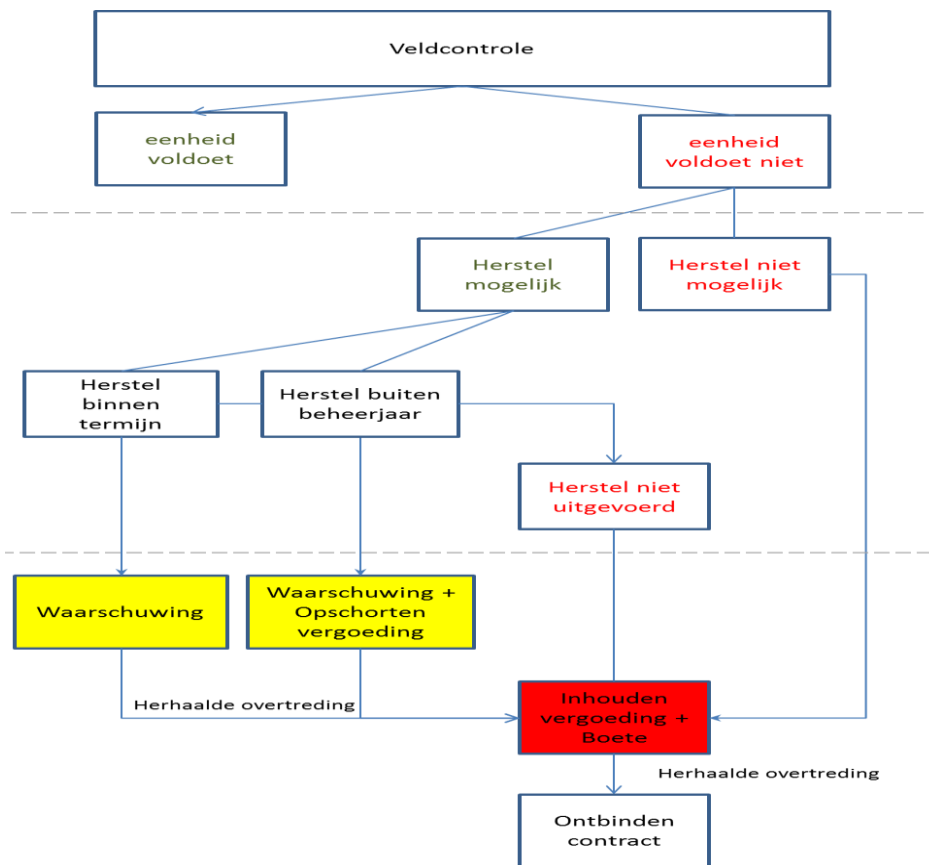 Veldcontrole
eenheid
voldoet
eenheid
voldoet niet
Herstel
mogelijk
Herstel niet
mogelijk
Herstel
binnen
termijn
Herstel buiten
beheerjaar
Herstel niet
uitgevoerd
Waarschuwing
Waarschuwing +
Opschorten
vergoeding
Herhaalde overtreding
Inhouden
vergoeding +
Boete
Herhaalde overtreding
Ontbinden
contract